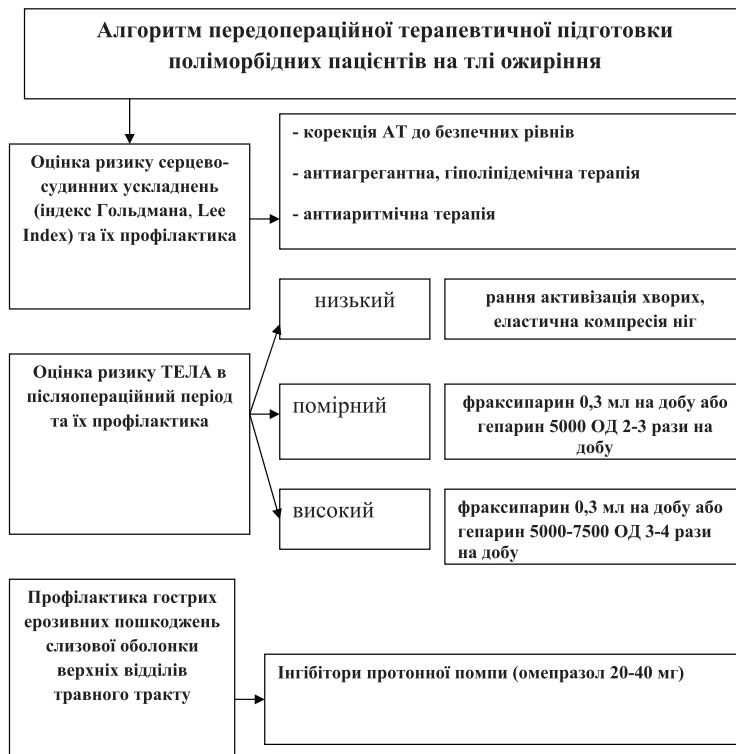 Алгоритм передопераційної терапевтичної підготовки
поліморбідних пацієнтів на тлі ожиріння
Оцінка ризику серцево-
судинних ускладнень
(індекс Гольдмана, Lee
Index) та їх профілактика
- корекція АТ до безпечних рівнів
- антиагрегантна, гіполіпідемічна терапія
- антиаритмічна терапія
Оцінка ризику ТЕЛА в
післяопераційний період
та їх профілактика
низький
рання активізація хворих,
еластична компресія ніг
помірний
фраксипарин 0,3 мл на добу або
гепарин 5000 ОД 2-3 рази на
добу
високий
фраксипарин 0,3 мл на добу або
гепарин 5000-7500 ОД 3-4 рази
на добу
Профілактика гострих
ерозивних пошкоджень
слизової оболонки
верхніх відділів
травного тракту
Інгібітори протонної помпи (омепразол 20-40 мг)